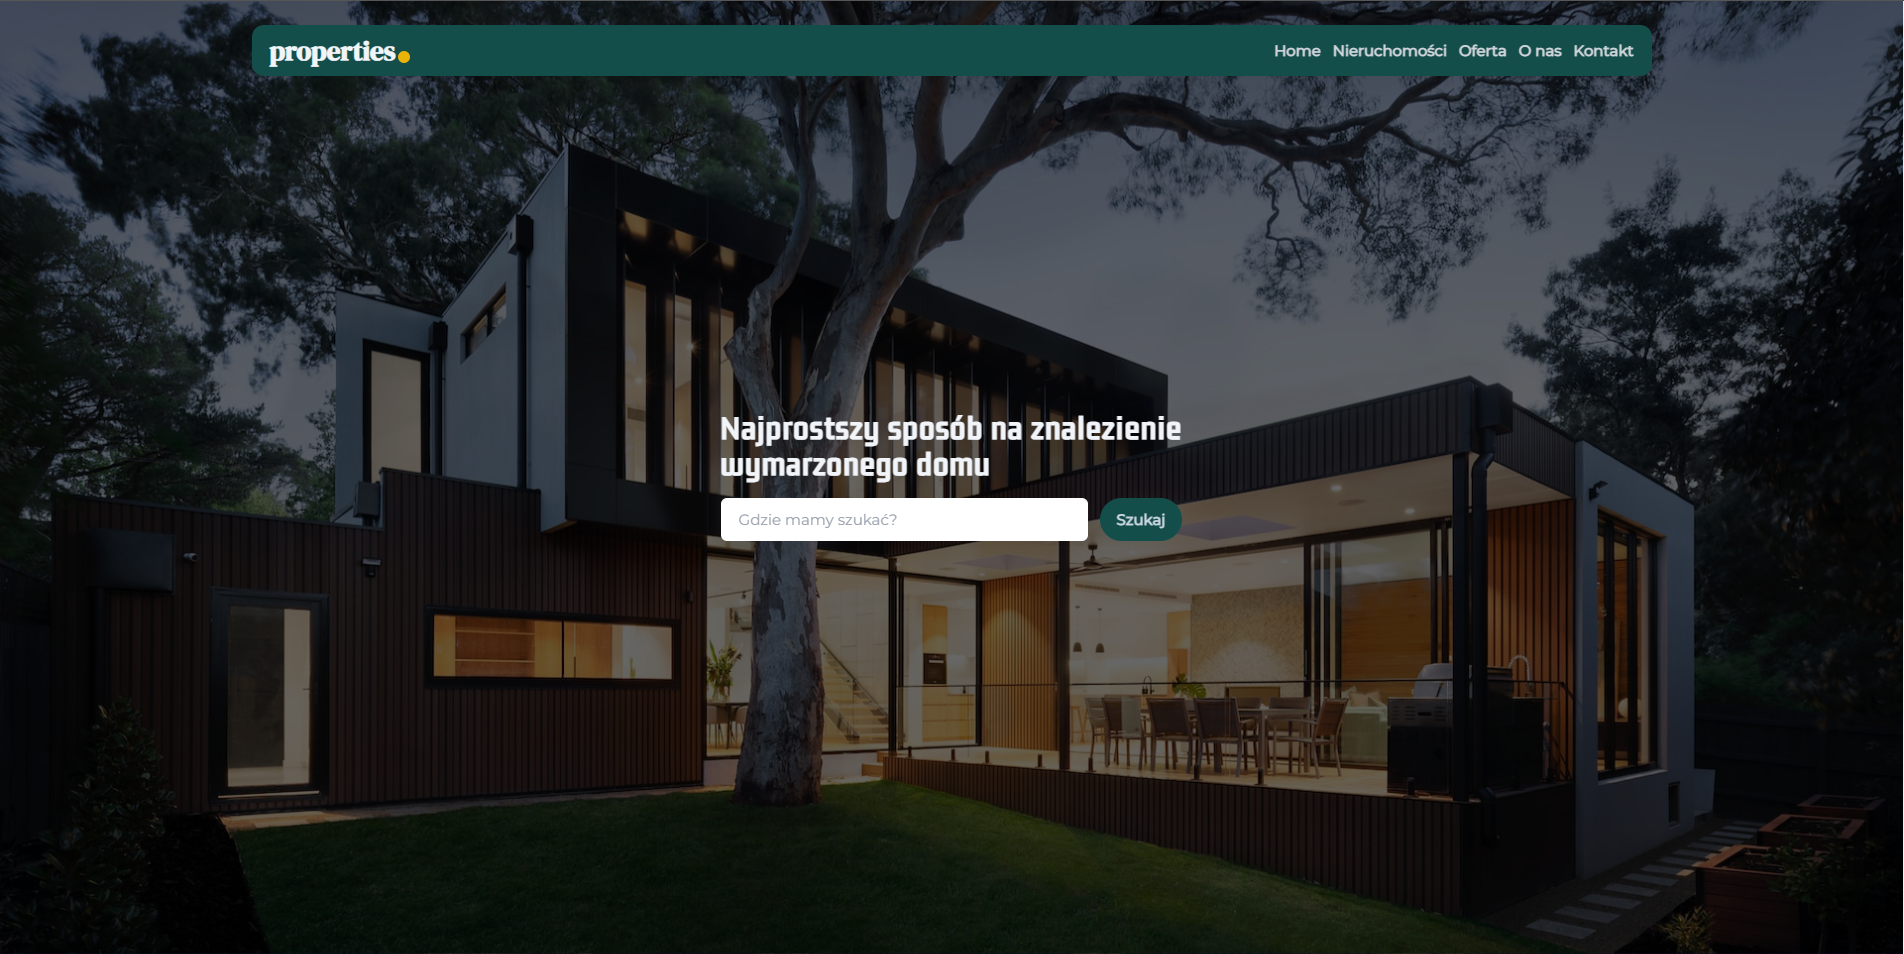 properties.
Home Nieruchomości Oferta O nas Kontakt
Najprostszy sposób na znalezienie
wymarzonego domu
Gdzie mamy szukać?
Szukaj